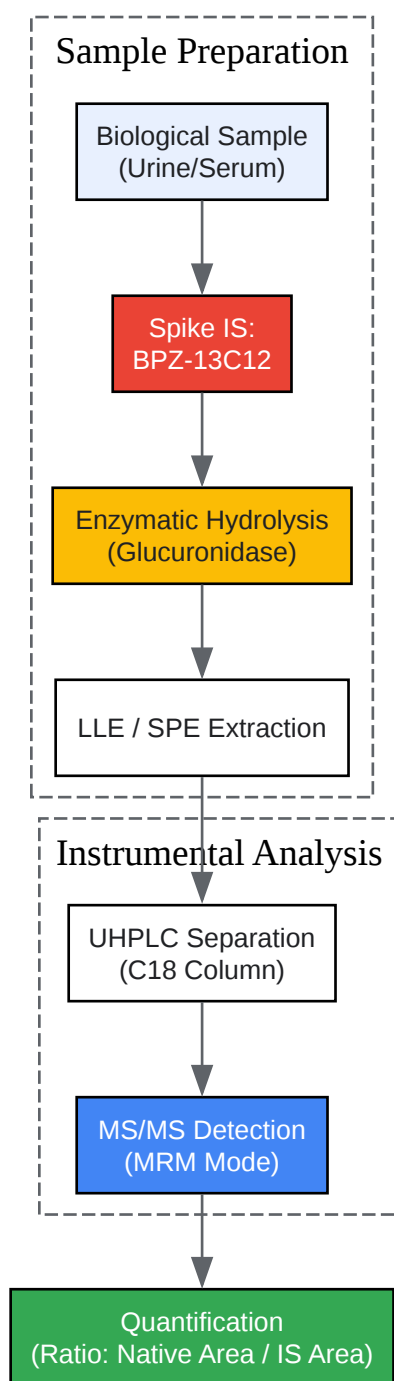 Sample Preparation
Biological Sample
(Urine/Serum)
Spike IS:
BPZ-13C12
Enzymatic Hydrolysis
(Glucuronidase)
LLE / SPE Extraction
Instrumental Analysis
UHPLC Separation
(C18 Column)
MS/MS Detection
(MRM Mode)
Quantification
(Ratio: Native Area / IS Area)